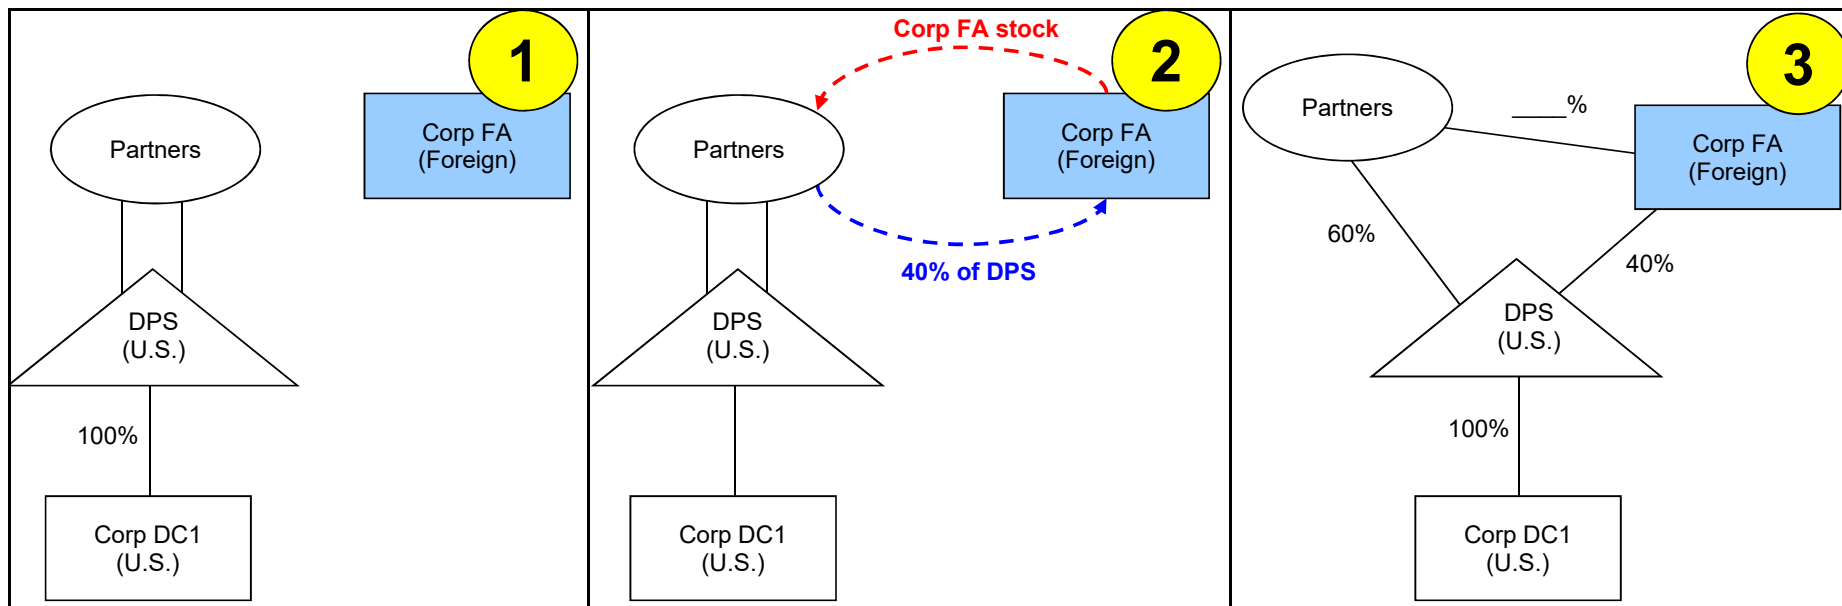 1
Partners
Corp FA
(Foreign)
DPS
(U.S.)
100%
Corp DC1
(U.S.)
2
Corp FA stock
Partners
Corp FA
(Foreign)
40% of DPS
DPS
(U.S.)
Corp DC1
(U.S.)
3
Partners
____%
Corp FA
(Foreign)
60%
40%
DPS
(U.S.)
100%
Corp DC1
(U.S.)